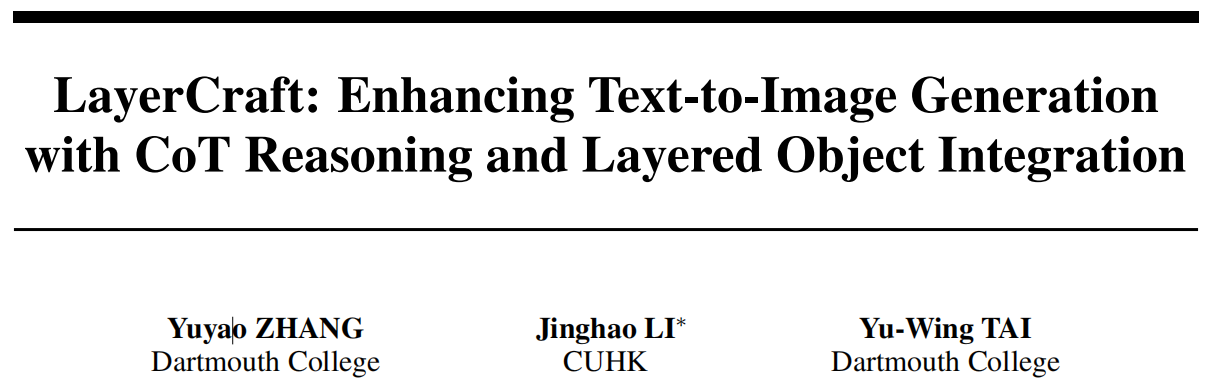 LayerCraft: Enhancing Text-to-Image Generation
with CoT Reasoning and Layered Object Integration
Yuyao ZHANG
Jinghao LI*
Yu-Wing TAI
Dartmouth College
CUHK
Dartmouth College